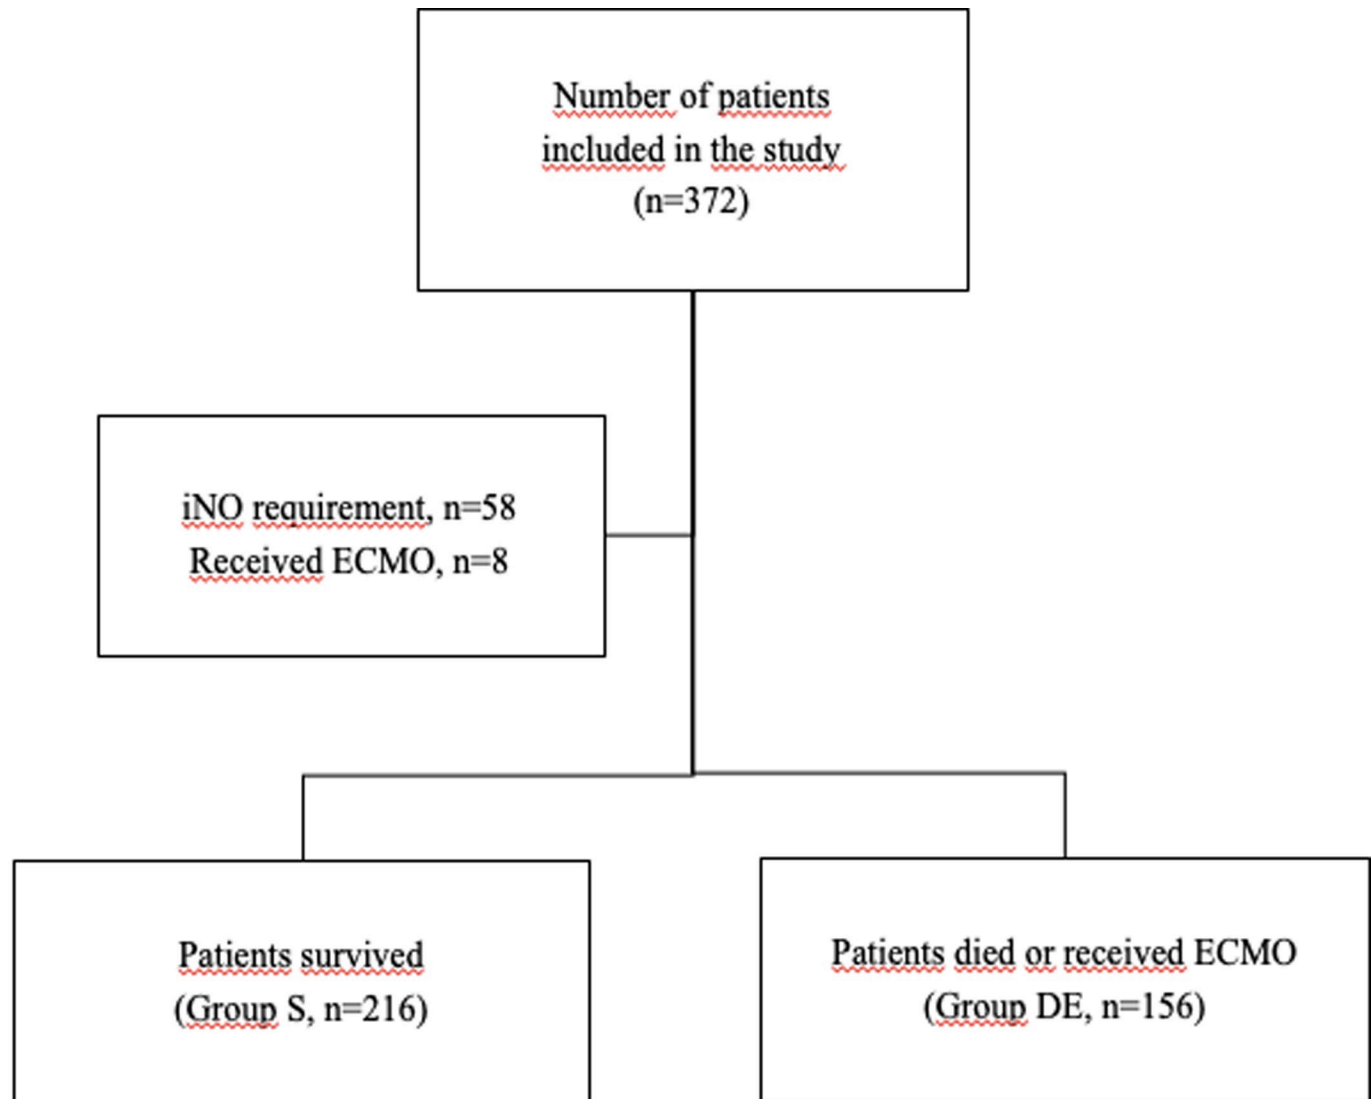 Number of patients
included in the study
(n=372)
iNO requirement, n=58
Received ECMO, n=8
Patients survived
(Group S, n=216)
Patients died or received ECMO
(Group DE, n=156)